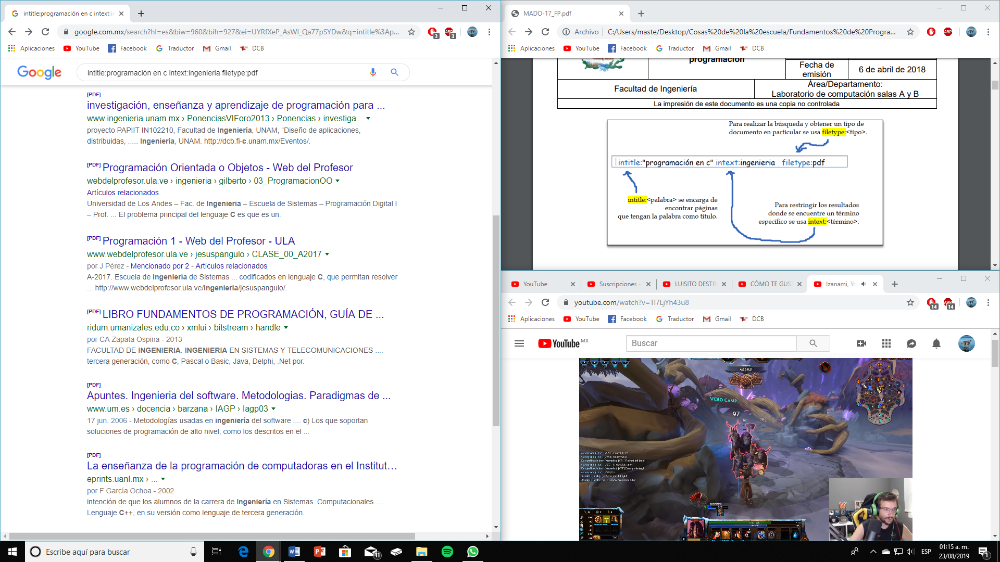 intitle:programación en c intext:in
google.com.mx/search?hl=es&biw=960&bih=927&ei=UYRfXeP_AsWI_Qa77pSYDw&q=intitle%3Ap...
3
3
Aplicaciones
YouTube
Facebook
Traductor
Gmail
DCB
Google
intitle:programación en c intext:ingenieria filetype:pdf
[PDF]
investigación, enseñanza y aprendizaje de programación para ...
www.ingenieria.unam.mx › PonenciasVIForo2013 › Ponencias › investiga...
proyecto PAPIIT IN102210, Facultad de Ingeniería, UNAM, “Diseño de aplicaciones,
distribuidas, ..... Ingeniería, UNAM. http://dcb.fi-c.unam.mx/Eventos/.
[PDF] Programación Orientada o Objetos - Web del Profesor
webdelprofesor.ula.ve › ingenieria › gilberto › 03_ProgramacionOO
Artículos relacionados
Universidad de Los Andes – Fac. de Ingenieria – Escuela de Sistemas – Programación Digital I
– Prof. ... El problema principal del lenguaje C es que es un.
[PDF] Programación 1 - Web del Profesor - ULA
www.webdelprofesor.ula.ve › jesuspangulo › CLASE_00_A2017
por J Pérez - Mencionado por 2 - Artículos relacionados
A-2017. Escuela de Ingeniería de Sistemas ... codificados en lenguaje C, que permitan resolver
... http://www.webdelprofesor.ula.ve/ingenieria/jesuspangulo/.
[PDF] LIBRO FUNDAMENTOS DE PROGRAMACIÓN, GUÍA DE ...
ridum.umanizales.edu.co › xmlui › bitstream › handle
por CA Zapata Ospina - 2013
FACULTAD DE INGENIERIA. INGENIERIA EN SISTEMAS Y TELECOMUNICACIONES ....
tercera generación, como C, Pascal o Basic, Java, Delphi, .Net por.
[PDF]
Apuntes. Ingenieria del software. Metodologias. Paradigmas de ...
www.um.es › docencia › barzana › IAGP › Iagp03
17 jun. 2006 - Metodologías usadas en ingeniería del software .... c) Los que soportan
soluciones de programación de alto nivel, como los descritos en el ...
[PDF]
La enseñanza de la programación de computadoras en el Institut...
eprints.uanl.mx › ...
por F García Ochoa - 2002
intención de que los alumnos de la carrera de Ingeniería en Sistemas. Computacionales ....
Lenguaje C++, en su versión como lenguaje de tercera generación.
MADO-17_FP.pdf
Archivo
C:/Users/maste/Desktop/Cosas%20de%20la%20escuela/Fundamentos%20de%20Progra...
ABP
Aplicaciones
YouTube
Facebook
Traductor
Gmail
DCB
programación
Fecha de
emisión
6 de abril de 2018
Facultad de Ingeniería
Área/Departamento:
Laboratorio de computación salas A y B
La impresión de este documento es una copia no controlada
Para realizar la búsqueda y obtener un tipo de
documento en particular se usa filetype:<tipo>.
intitle:"programación en c" intext:ingenieria filetype:pdf
intitle:<palabra> se encarga de
encontrar páginas
que tengan la palabra como título.
Para restringir los resultados
donde se encuentre un término
específico se usa intext:<término>.
YouTube
Suscripciones -
LUISITO DESTR
CÓMO TE GUS
Izanami, Yo
youtube.com/watch?v=TI7LjYh43u8
14
14
Aplicaciones
YouTube
Facebook
Traductor
Gmail
DCB
YouTube MX
Buscar
ASSISTED
VOID CAMP
97
98
98
72
Escribe aquí para buscar
11
ESP
01:15 a. m.
23/08/2019
1